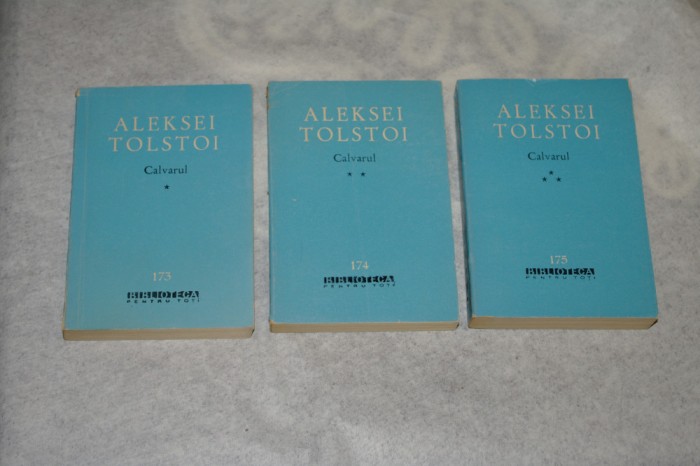 ALEKSEI
TOLSTOI
Calvarul
*
173
BIBLIOTECA
PENTRU TOȚI
ALEKSEI
TOLSTOI
Calvarul
* *
174
BIBLIOTECA
PENTRU TOȚI
ALEKSEI
TOLSTOI
Calvarul
*
* *
175
BIBLIOTECA
PENTRU TOȚI